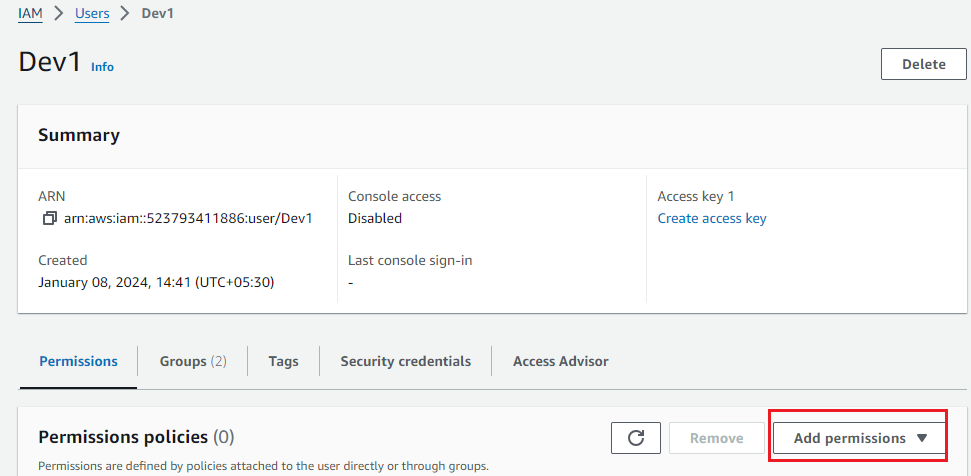 IAM > Users > Dev1
Dev1 Info
Delete
Summary
ARN
arn:aws:iam::523793411886:user/Dev1
Created
January 08, 2024, 14:41 (UTC+05:30)
Console access
Disabled
Last console sign-in
-
Access key 1
Create access key
Permissions
Groups (2)
Tags
Security credentials
Access Advisor
Permissions policies (0)
Remove
Add permissions
Permissions are defined by policies attached to the user directly or through groups.